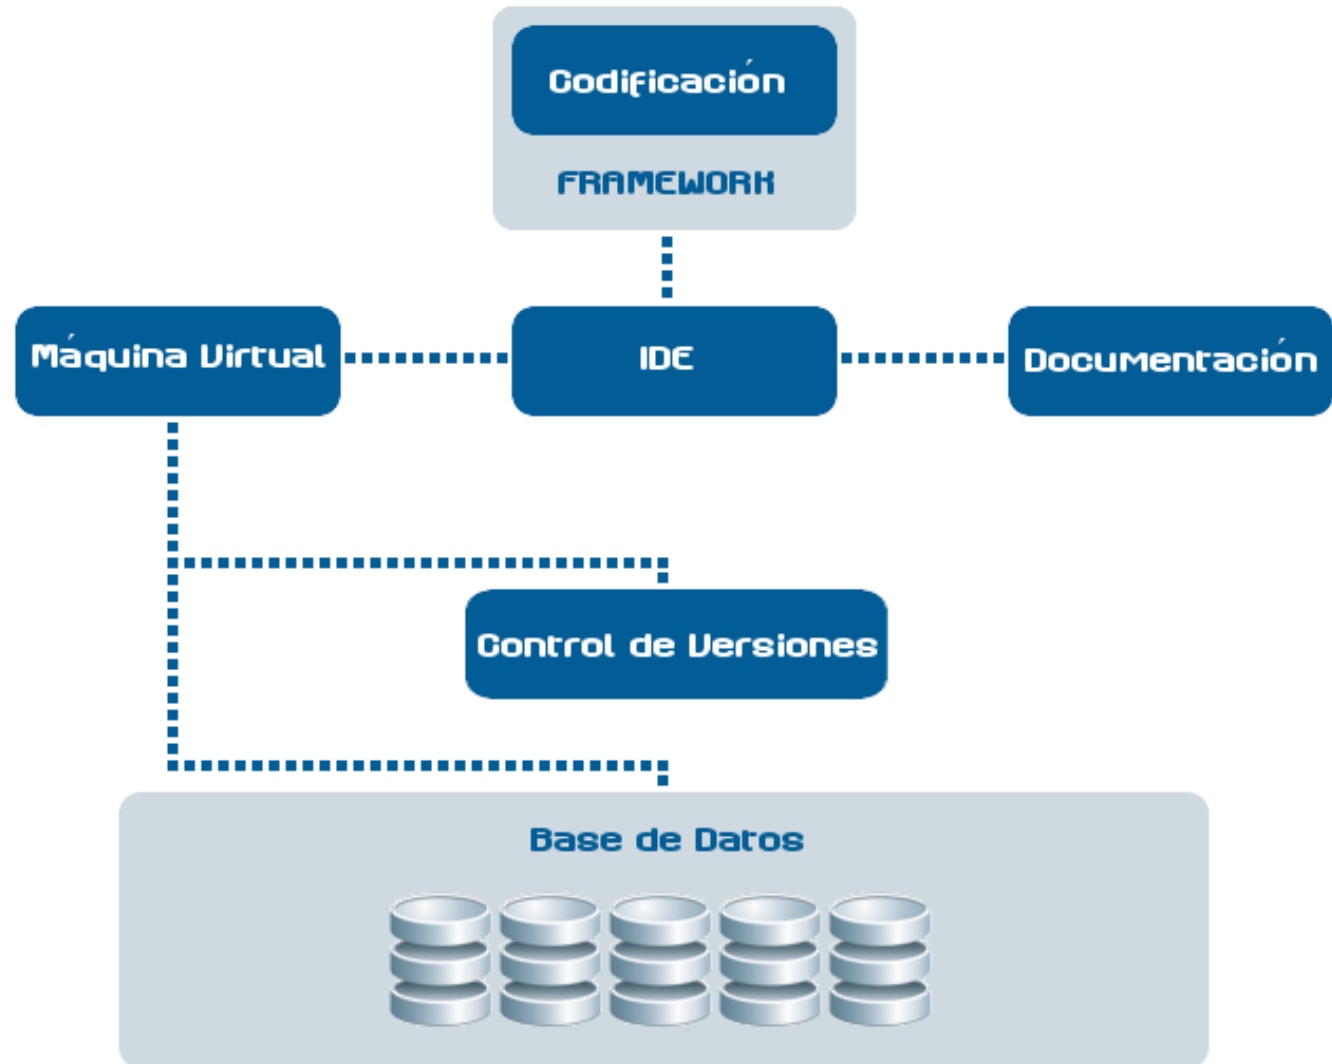 Codificación
FRAMEWORK
Máquina Virtual
IDE
Documentación
Control de Versiones
Base de Datos